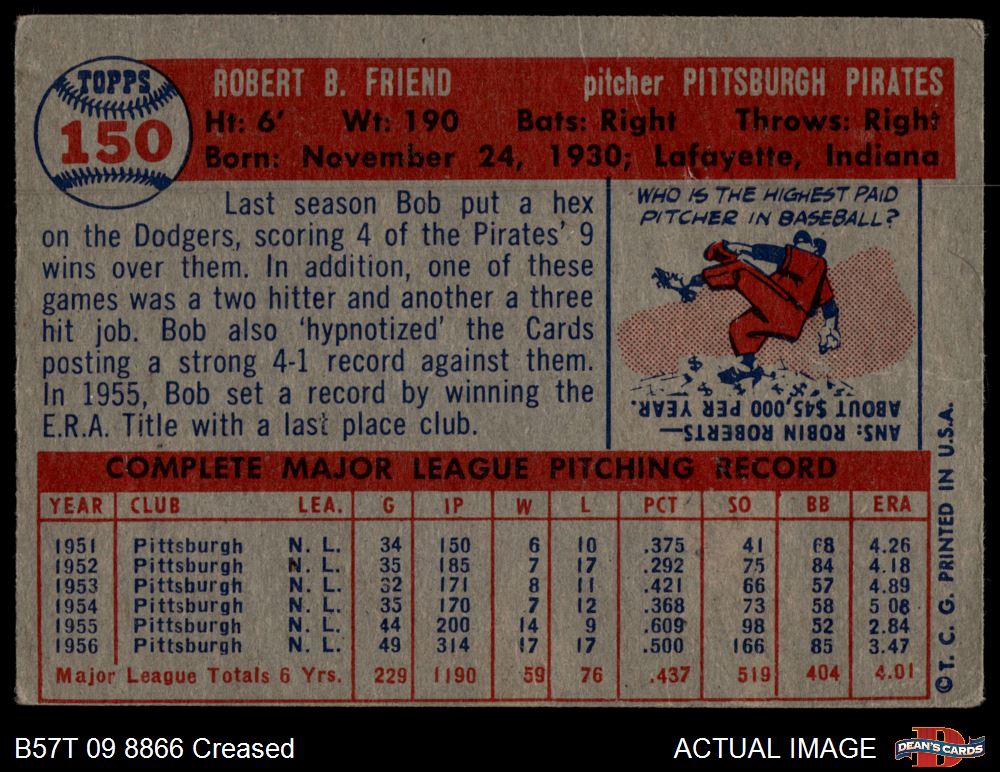 TOPPS
150
ROBERT B. FRIEND pitcher PITTSBURGH PIRATES
Ht: 6' Wt: 190 Bats: Right Throws: Right
Born: November 24, 1930; Lafayette, Indiana
Last season Bob put a hex
on the Dodgers, scoring 4 of the Pirates' 9
wins over them. In addition, one of these
games was a two hitter and another a three
hit job. Bob also 'hypnotized' the Cards
posting a strong 4-1 record against them.
In 1955, Bob set a record by winning the
E.R.A. Title with a last place club.
WHO IS THE HIGHEST PAID
PITCHER IN BASEBALL?
ANS: ROBIN ROBERTS—
ABOUT $45,000 PER YEAR.
COMPLETE MAJOR LEAGUE PITCHING RECORD
YEAR CLUB LEA. G IP W L PCT SO BB ERA
1951 Pittsburgh N. L. 34 150 6 10 .375 41 68 4.26
1952 Pittsburgh N. L. 35 185 7 17 .292 75 84 4.18
1953 Pittsburgh N. L. 32 171 8 11 .421 66 57 4.89
1954 Pittsburgh N. L. 35 170 7 12 .368 73 58 5.08
1955 Pittsburgh N. L. 44 200 14 9 .609 98 52 2.84
1956 Pittsburgh N. L. 49 314 17 17 .500 166 85 3.47
Major League Totals 6 Yrs. 229 1190 59 76 .437 519 404 4.01
©T. C. G. PRINTED IN U.S.A.
B57T 09 8866 Creased
ACTUAL IMAGE
DEAN'S CARDS